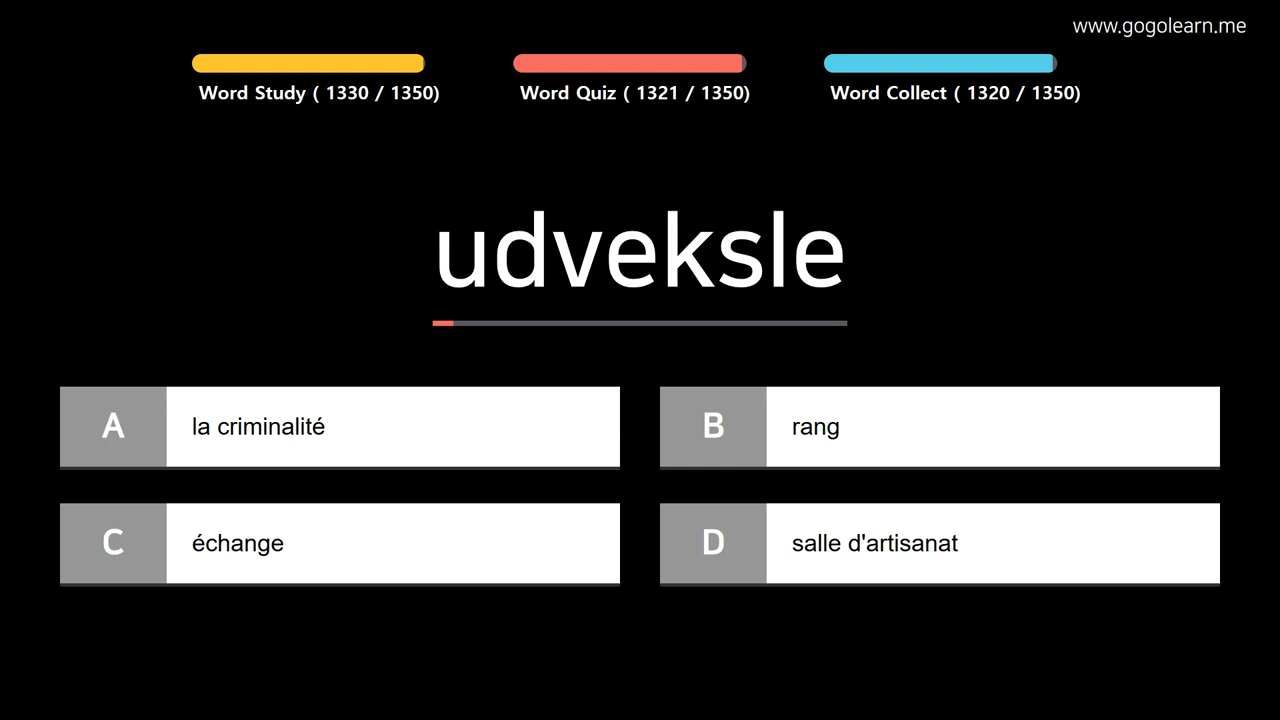 www.gogolearn.me
Word Study ( 1330 / 1350)
Word Quiz ( 1321 / 1350)
Word Collect ( 1320 / 1350)
udveksle
A
la criminalité
B
rang
C
échange
D
salle d'artisanat